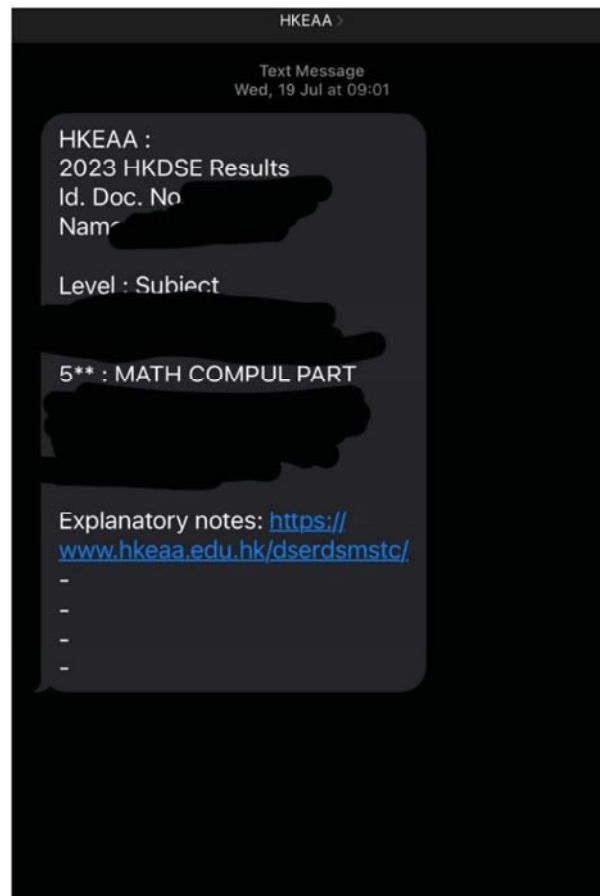 HKEAA >
Text Message
Wed, 19 Jul at 09:01
HKEAA :
2023 HKDSE Results
Id. Doc. No
Name
Level : Subject
5** : MATH COMPUL PART
Explanatory notes: https://
www.hkeaa.edu.hk/dserdsmstc/
-
-
-
-